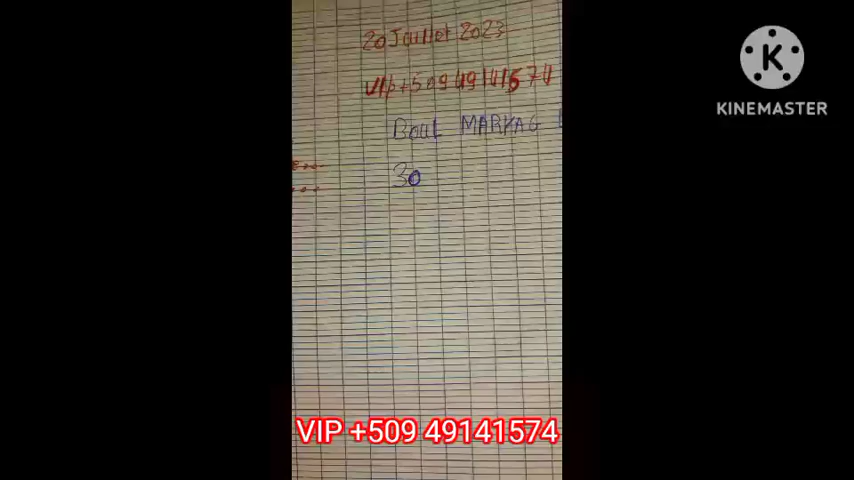 20 Juillet 2023
VIP +509 49141574
Boul MARKAG
30
KINEMASTER
VIP +509 49141574